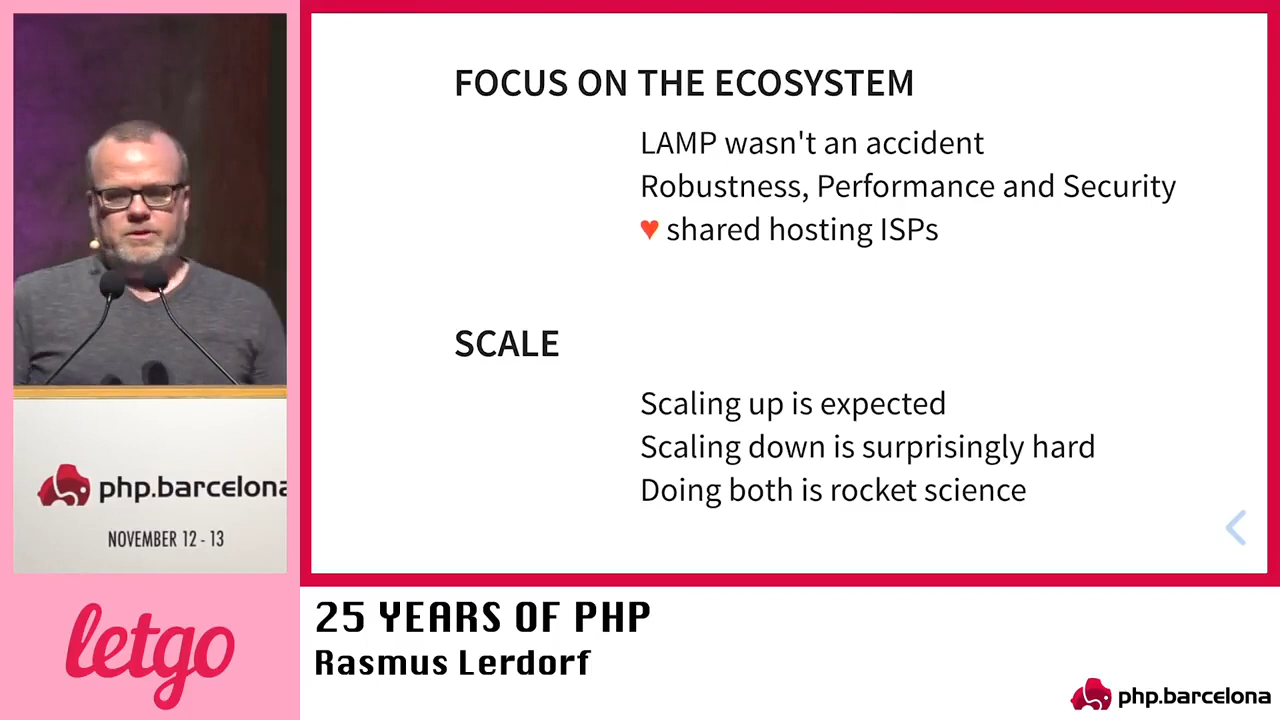 FOCUS ON THE ECOSYSTEM
LAMP wasn't an accident
Robustness, Performance and Security
♥ shared hosting ISPs
SCALE
Scaling up is expected
Scaling down is surprisingly hard
Doing both is rocket science
php.barcelona
NOVEMBER 12 - 13
letgo
25 YEARS OF PHP
Rasmus Lerdorf
php.barcelona